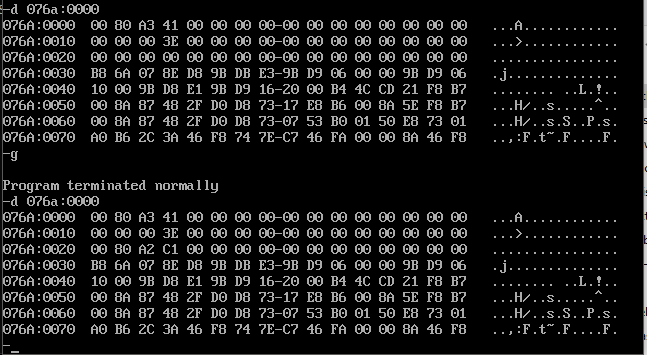 -d 076a:0000
076A:0000  00 80 A3 41 00 00 00 00-00 00 00 00 00 00 00 00   ...A............
076A:0010  00 00 00 3E 00 00 00 00-00 00 00 00 00 00 00 00   ...>............
076A:0020  00 00 00 00 00 00 00 00-00 00 00 00 00 00 00 00   ................
076A:0030  B8 6A 07 8E D8 9B DB E3-9B D9 06 00 00 9B D9 06   .j..............
076A:0040  10 00 9B D8 E1 9B D9 16-20 00 B4 4C CD 21 F8 B7   ........ ..L.!..
076A:0050  00 8A 87 48 2F D0 D8 73-17 E8 B6 00 8A 5E F8 B7   ...H/..s.....^..
076A:0060  00 8A 87 48 2F D0 D8 73-07 53 B0 01 50 E8 73 01   ...H/..s.S..P.s.
076A:0070  A0 B6 2C 3A 46 F8 74 7E-C7 46 FA 00 00 8A 46 F8   ..,:F.t~.F....F.
-g
Program terminated normally
-d 076a:0000
076A:0000  00 80 A3 41 00 00 00 00-00 00 00 00 00 00 00 00   ...A............
076A:0010  00 00 00 3E 00 00 00 00-00 00 00 00 00 00 00 00   ...>............
076A:0020  00 80 A2 C1 00 00 00 00-00 00 00 00 00 00 00 00   ................
076A:0030  B8 6A 07 8E D8 9B DB E3-9B D9 06 00 00 9B D9 06   .j..............
076A:0040  10 00 9B D8 E1 9B D9 16-20 00 B4 4C CD 21 F8 B7   ........ ..L.!..
076A:0050  00 8A 87 48 2F D0 D8 73-17 E8 B6 00 8A 5E F8 B7   ...H/..s.....^..
076A:0060  00 8A 87 48 2F D0 D8 73-07 53 B0 01 50 E8 73 01   ...H/..s.S..P.s.
076A:0070  A0 B6 2C 3A 46 F8 74 7E-C7 46 FA 00 00 8A 46 F8   ..,:F.t~.F....F.
-_